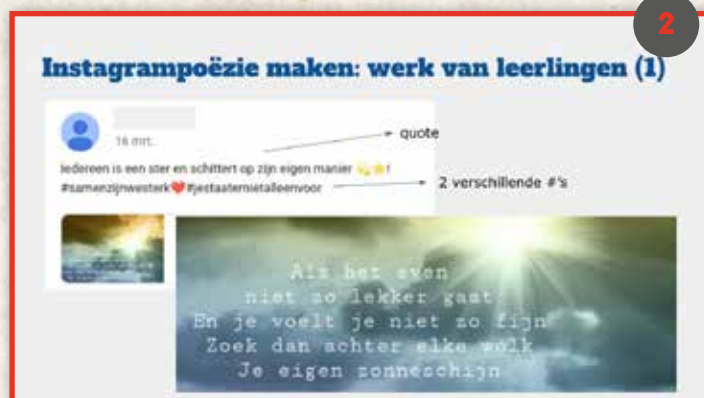 2
Instagrampoëzie maken: werk van leerlingen (1)
16 mrt.
quote
Iedereen is een ster en schittert op zijn eigen manier 💫⭐!
#samenzijnwesterk❤️#jestaaternietalleenvoor
2 verschillende #'s
Als het even
niet zo lekker gaat
En je voelt je niet zo fijn
Zoek dan achter elke wolk
Je eigen zonneschijn